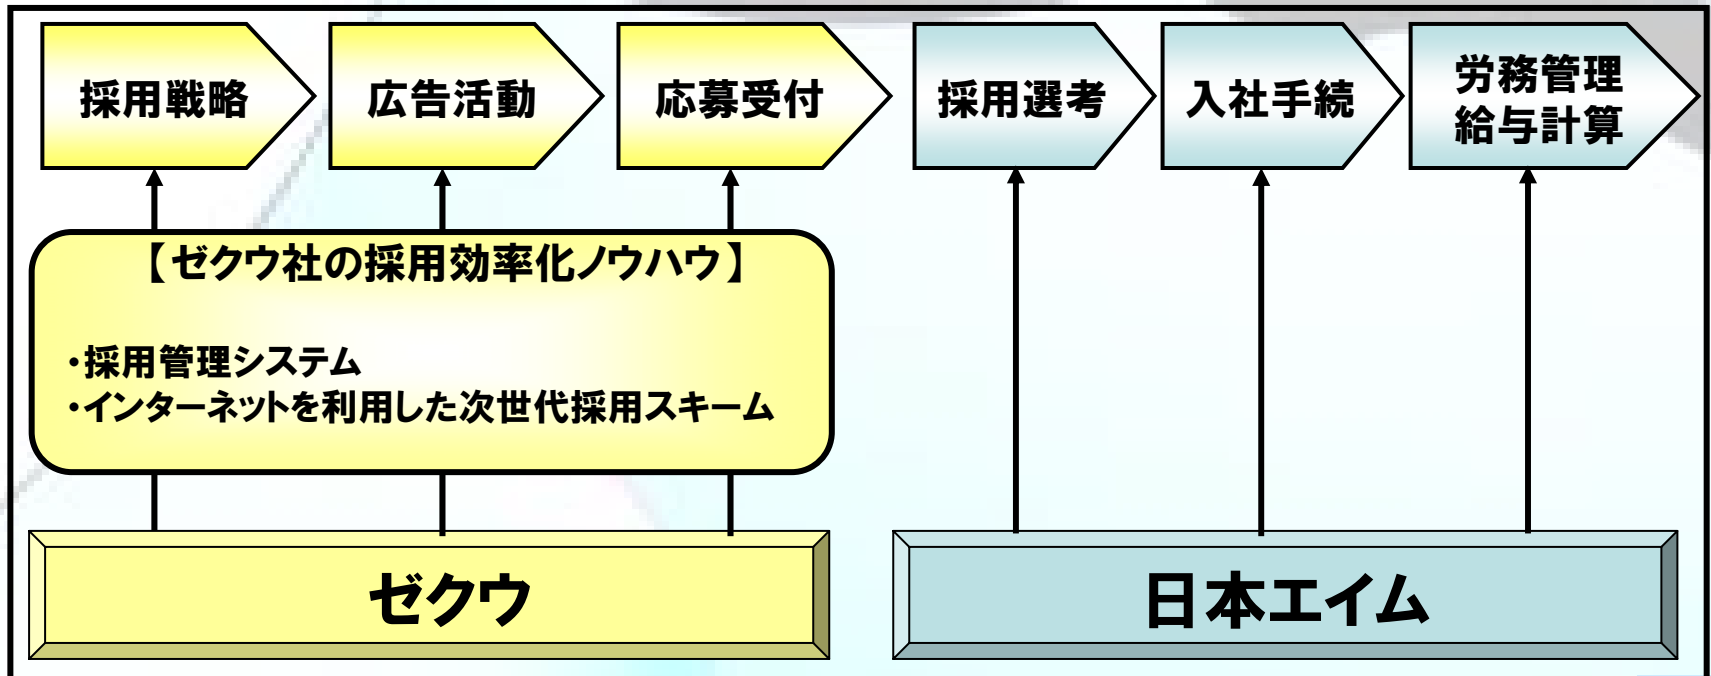 採用戦略
広告活動
応募受付
採用選考
入社手続
労務管理
給与計算
【ゼクウ社の採用効率化ノウハウ】
・採用管理システム
・インターネットを利用した次世代採用スキーム
ゼクウ
日本エイム